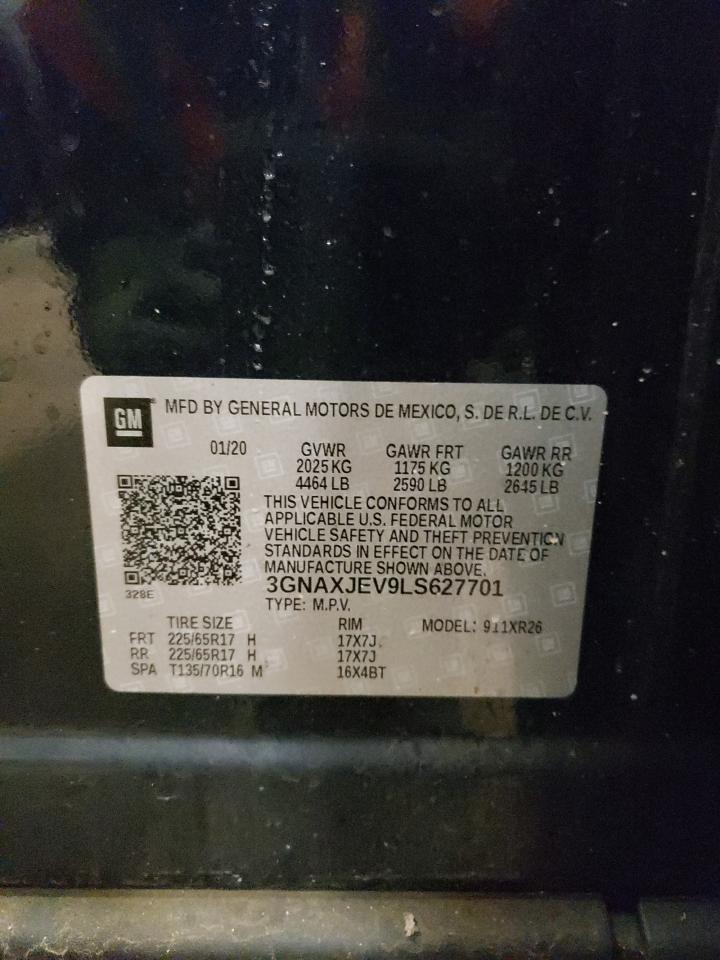 GM MFD BY GENERAL MOTORS DE MEXICO, S. DE R.L. DE C.V.
01/20 GVWR GAWR FRT GAWR RR
2025 KG 1175 KG 1200 KG
4464 LB 2590 LB 2645 LB
THIS VEHICLE CONFORMS TO ALL
APPLICABLE U.S. FEDERAL MOTOR
VEHICLE SAFETY AND THEFT PREVENTION
STANDARDS IN EFFECT ON THE DATE OF
MANUFACTURE SHOWN ABOVE.
3GNAXJEV9LS627701
328E
TYPE: M.P.V.
TIRE SIZE RIM MODEL: 911XR26
FRT 225/65R17 H 17X7J
RR 225/65R17 H 17X7J
SPA T135/70R16 M 16X4BT